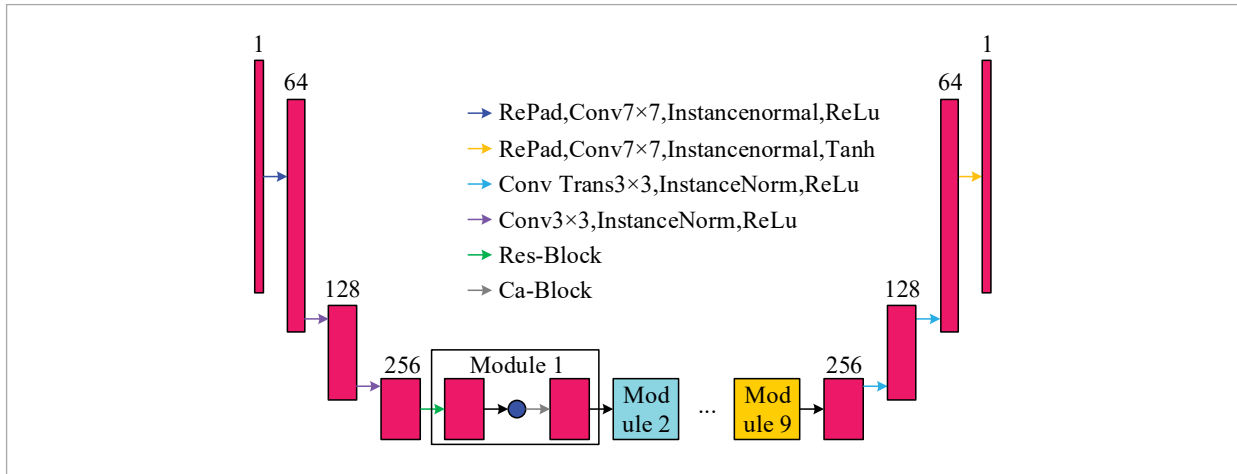 1
1
64
64
RePad,Conv7×7,Instancenormal,ReLu
RePad,Conv7×7,Instancenormal,Tanh
Conv Trans3×3,InstanceNorm,ReLu
Conv3×3,InstanceNorm,ReLu
Res-Block
Ca-Block
128
128
256
Module 1
256
Mod
ule 2
...
Mod
ule 9